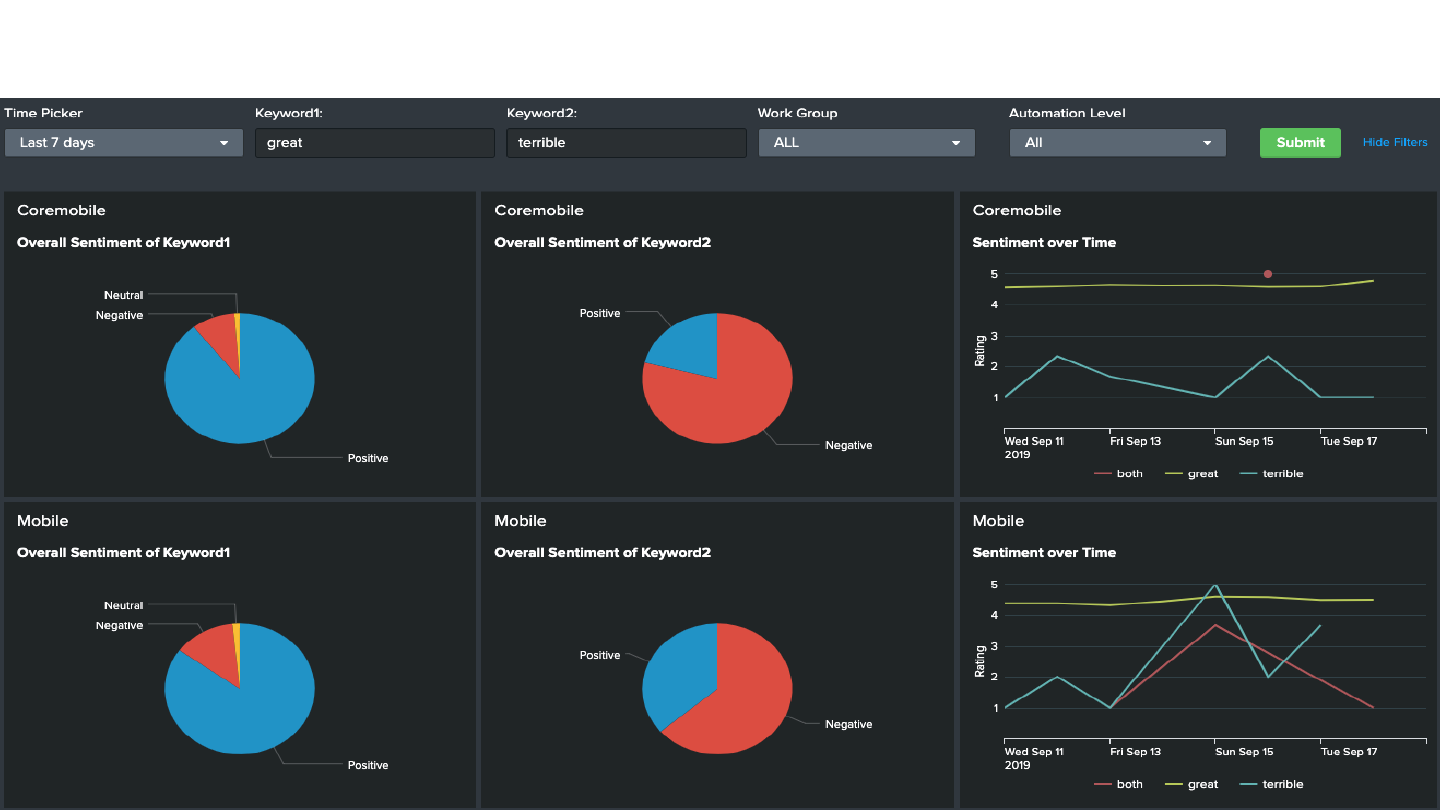 Time Picker
Keyword1:
Keyword2:
Work Group
Automation Level
Last 7 days
great
terrible
ALL
All
Submit
Hide Filters
Coremobile
Overall Sentiment of Keyword1
Neutral
Negative
Positive
Coremobile
Overall Sentiment of Keyword2
Positive
Negative
Coremobile
Sentiment over Time
5
4
3
2
1
Rating
Wed Sep 11
2019
Fri Sep 13
Sun Sep 15
Tue Sep 17
both
great
terrible
Mobile
Overall Sentiment of Keyword1
Neutral
Negative
Positive
Mobile
Overall Sentiment of Keyword2
Positive
Negative
Mobile
Sentiment over Time
5
4
3
2
1
Rating
Wed Sep 11
2019
Fri Sep 13
Sun Sep 15
Tue Sep 17
both
great
terrible